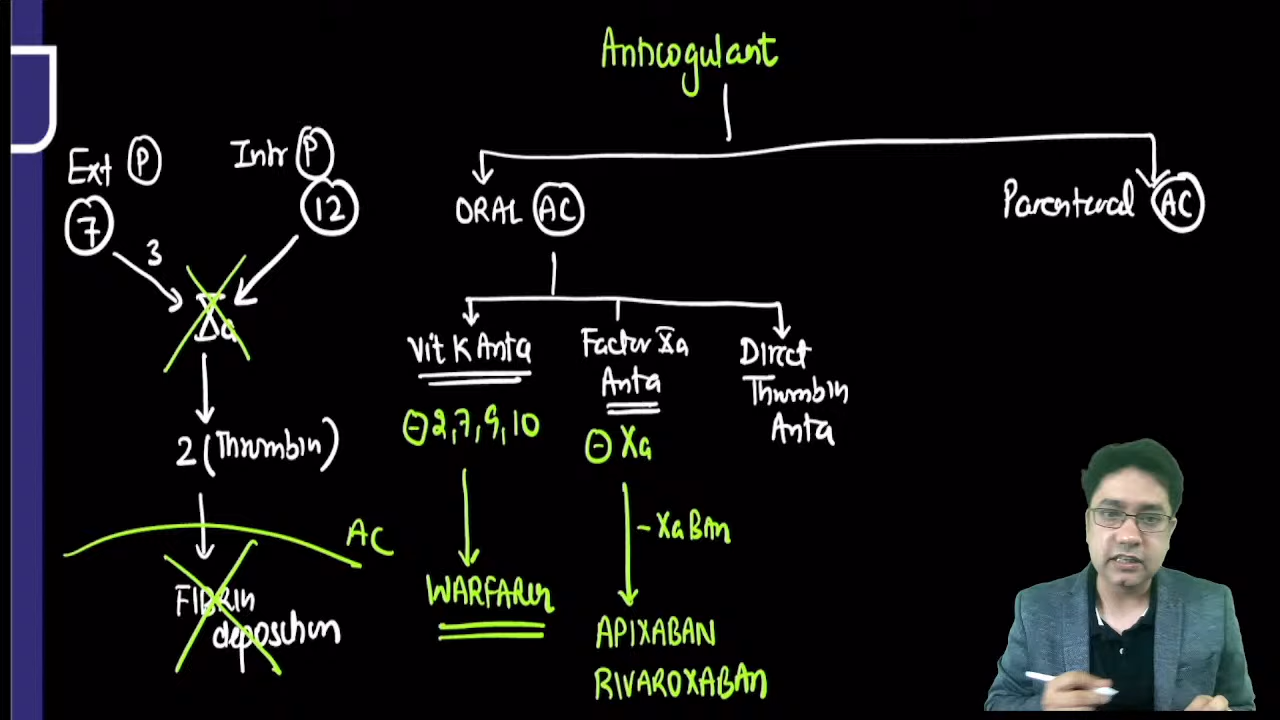 Anticogulant
Ext P
Intr P
7
12
3
Xa
2 (Thrombin)
AC
FIBRIN
deposition
ORAL AC
Parenteral AC
Vit K Anta
⊖ 2, 7, 9, 10
WARFARIN
Factor Xa
Anta
⊖ Xa
- XaBAN
APIXABAN
RIVAROXABAN
Direct
Thrombin
Anta